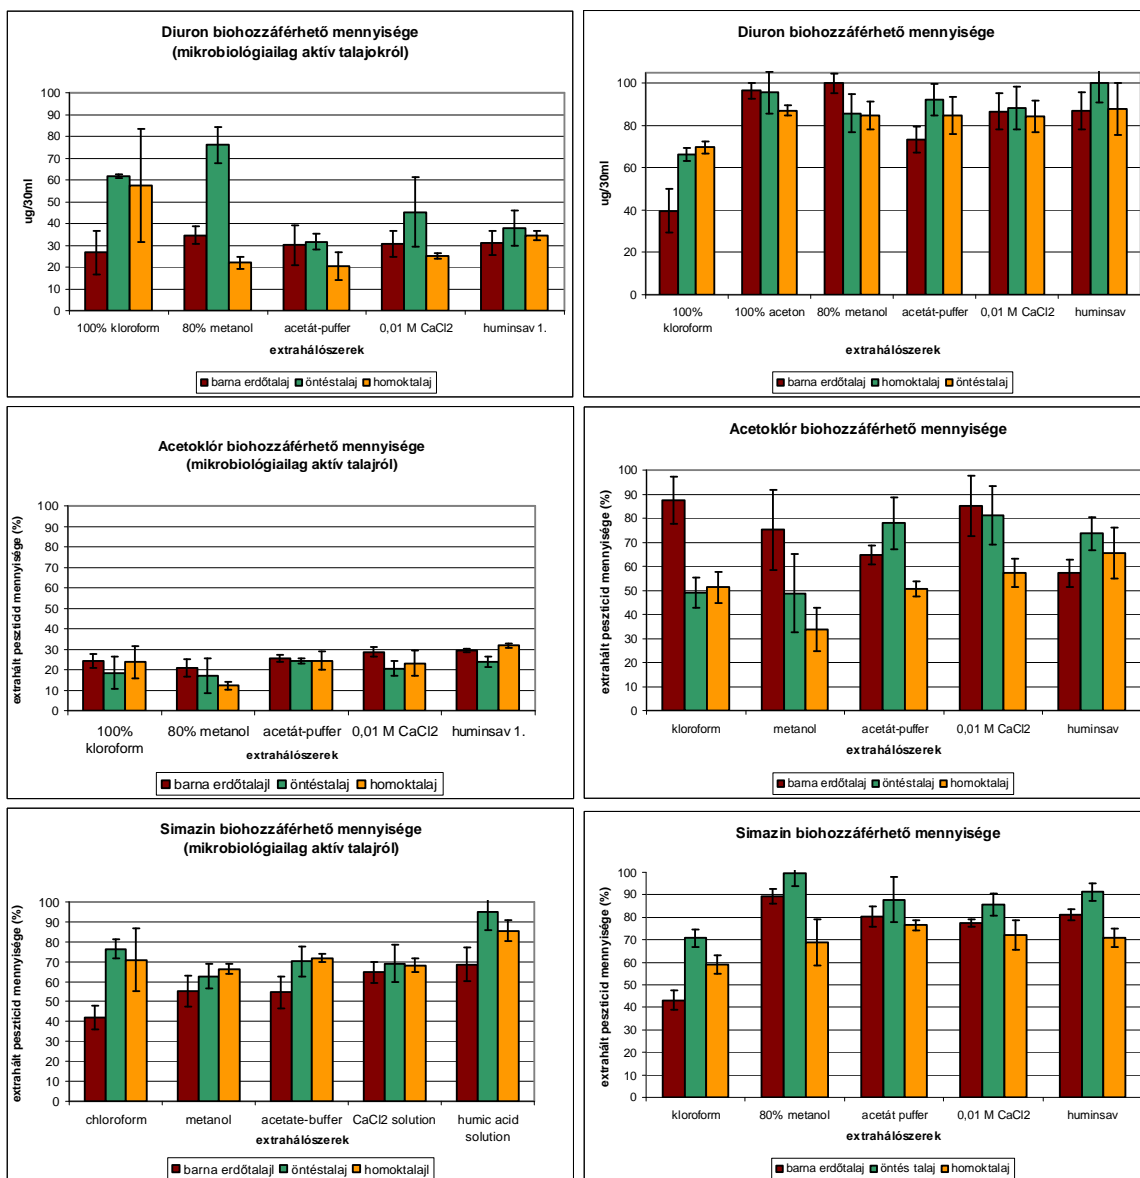 Diuron biohozzáférhető mennyisége
(mikrobiológiailag aktív talajokról)
100
90
80
70
60
50
40
30
20
10
0
ug/30ml
100% kloroform 80% metanol acetát-puffer 0,01 M CaCl2 huminsav 1.
extrahálószerek
barna erdőtalaj öntéstalaj homoktalaj
Diuron biohozzáférhető mennyisége
100
80
60
40
20
0
ug/30ml
100% kloroform 100% aceton 80% metanol acetát-puffer 0,01 M CaCl2 huminsav
extrahálószerek
barna erdőtalaj homoktalaj öntéstalaj
Acetoklór biohozzáférhető mennyisége
(mikrobiológiailag aktív talajról)
100
90
80
70
60
50
40
30
20
10
0
extrahált peszticid mennyisége (%)
100% kloroform 80% metanol acetát-puffer 0,01 M CaCl2 huminsav 1.
extrahálószerek
barna erdőtalajl öntéstalaj homoktalaj
Acetoklór biohozzáférhető mennyisége
100
90
80
70
60
50
40
30
20
10
0
extrahált peszticid mennyisége (%)
kloroform metanol acetát-puffer 0,01 M CaCl2 huminsav
extrahálószerek
barna erdőtalaj öntéstalaj homoktalaj
Simazin biohozzáférhető mennyisége
(mikrobiológiailag aktív talajról)
100
90
80
70
60
50
40
30
20
10
0
extrahált peszticid mennyisége (%)
chloroform metanol acetate-buffer CaCl2 solution humic acid solution
extrahálószerek
barna erdőtalajl öntéstalaj homoktalajl
Simazin biohozzáférhető mennyisége
100
90
80
70
60
50
40
30
20
10
0
extrahált peszticid mennyisége (%)
kloroform 80% metanol acetát puffer 0,01 M CaCl2 huminsav
extrahálószerek
barna erdőtalaj öntés talaj homoktalaj